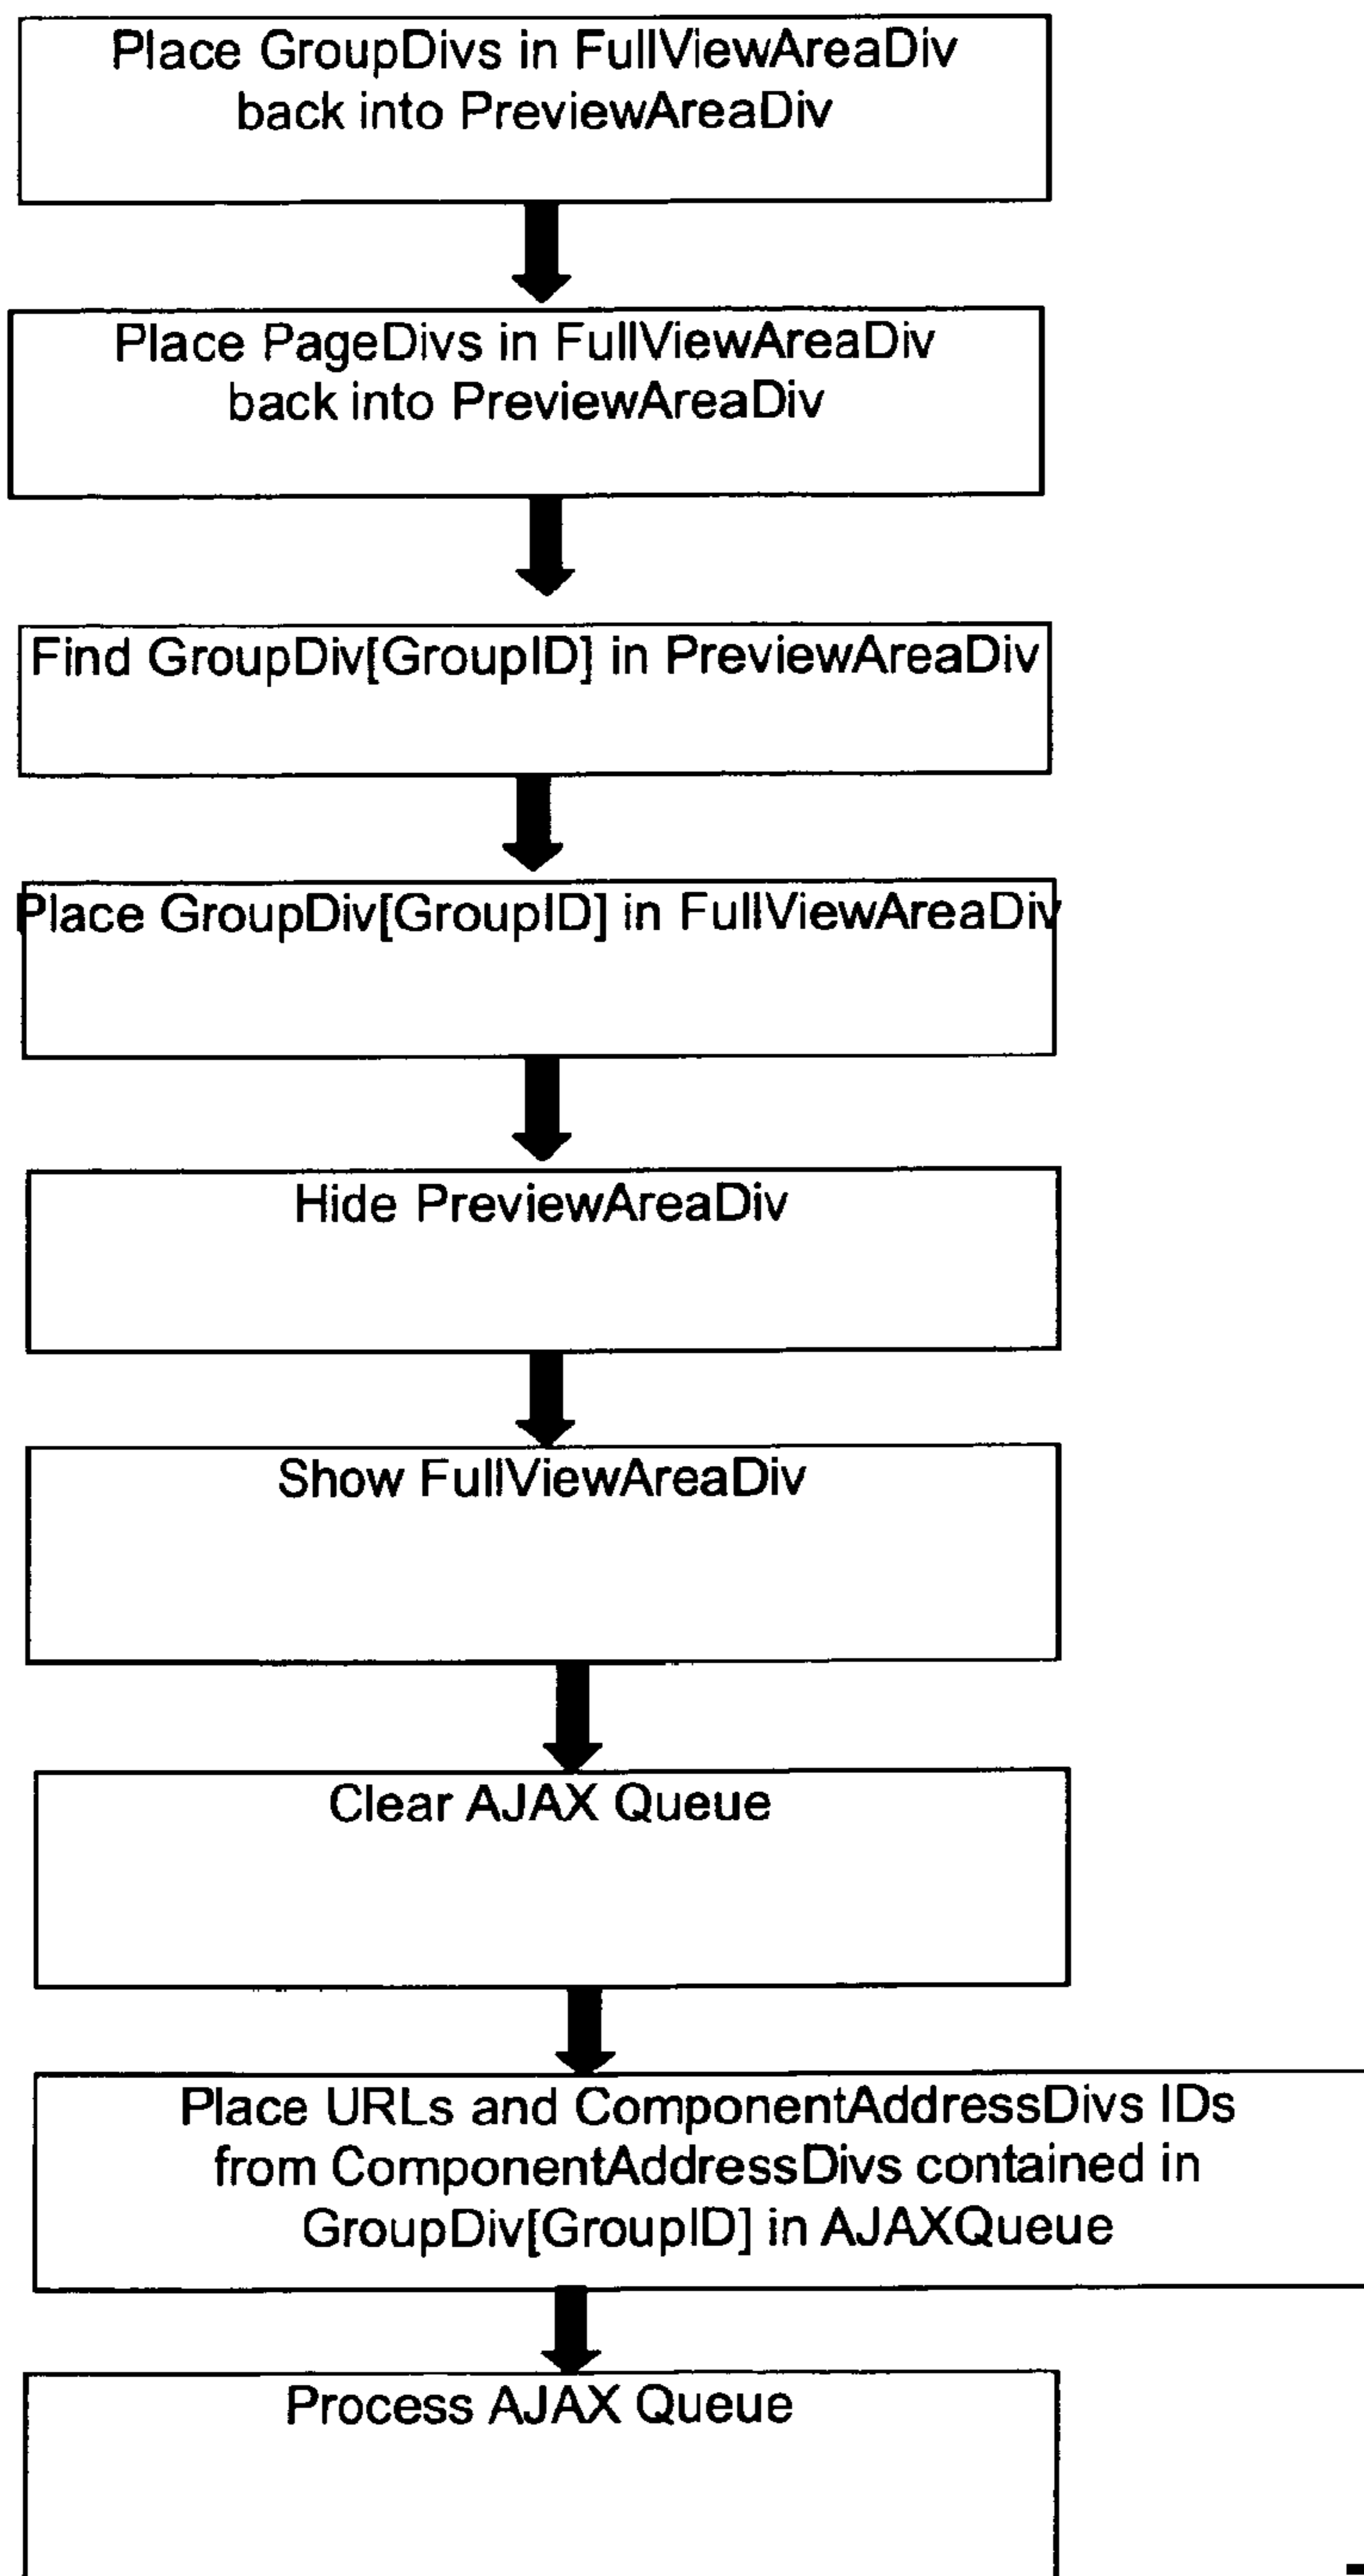 Place GroupDivs in FullViewAreaDiv
back into PreviewAreaDiv
Place PageDivs in FullViewAreaDiv
back into PreviewAreaDiv
Find GroupDiv[GroupID] in PreviewAreaDiv
Place GroupDiv[GroupID] in FullViewAreaDiv
Hide PreviewAreaDiv
Show FullViewAreaDiv
Clear AJAX Queue
Place URLs and ComponentAddressDivs IDs
from ComponentAddressDivs contained in
GroupDiv[GroupID] in AJAXQueue
Process AJAX Queue